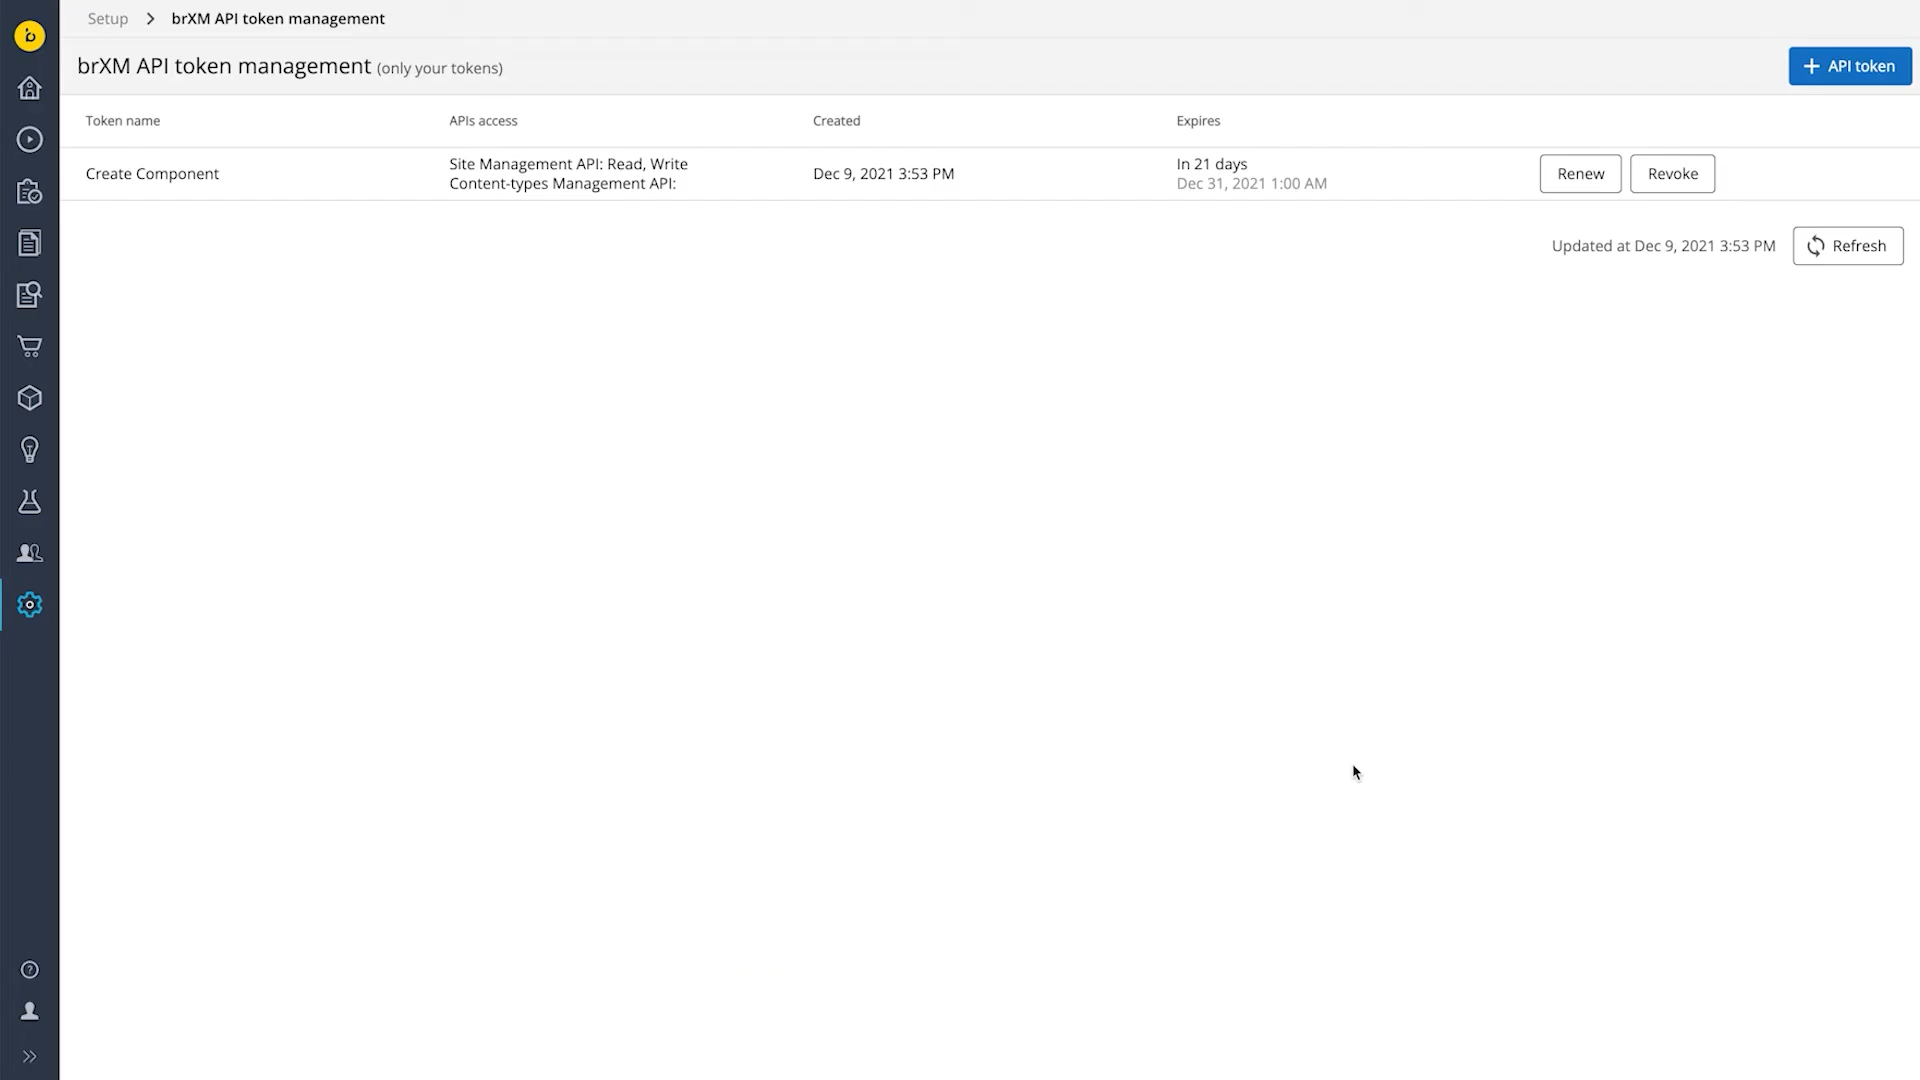 Setup > brXM API token management
brXM API token management (only your tokens)
+ API token
Token name APIs access Created Expires
Create Component
Site Management API: Read, Write
Content-types Management API:
Dec 9, 2021 3:53 PM
In 21 days
Dec 31, 2021 1:00 AM
Renew
Revoke
Updated at Dec 9, 2021 3:53 PM
Refresh